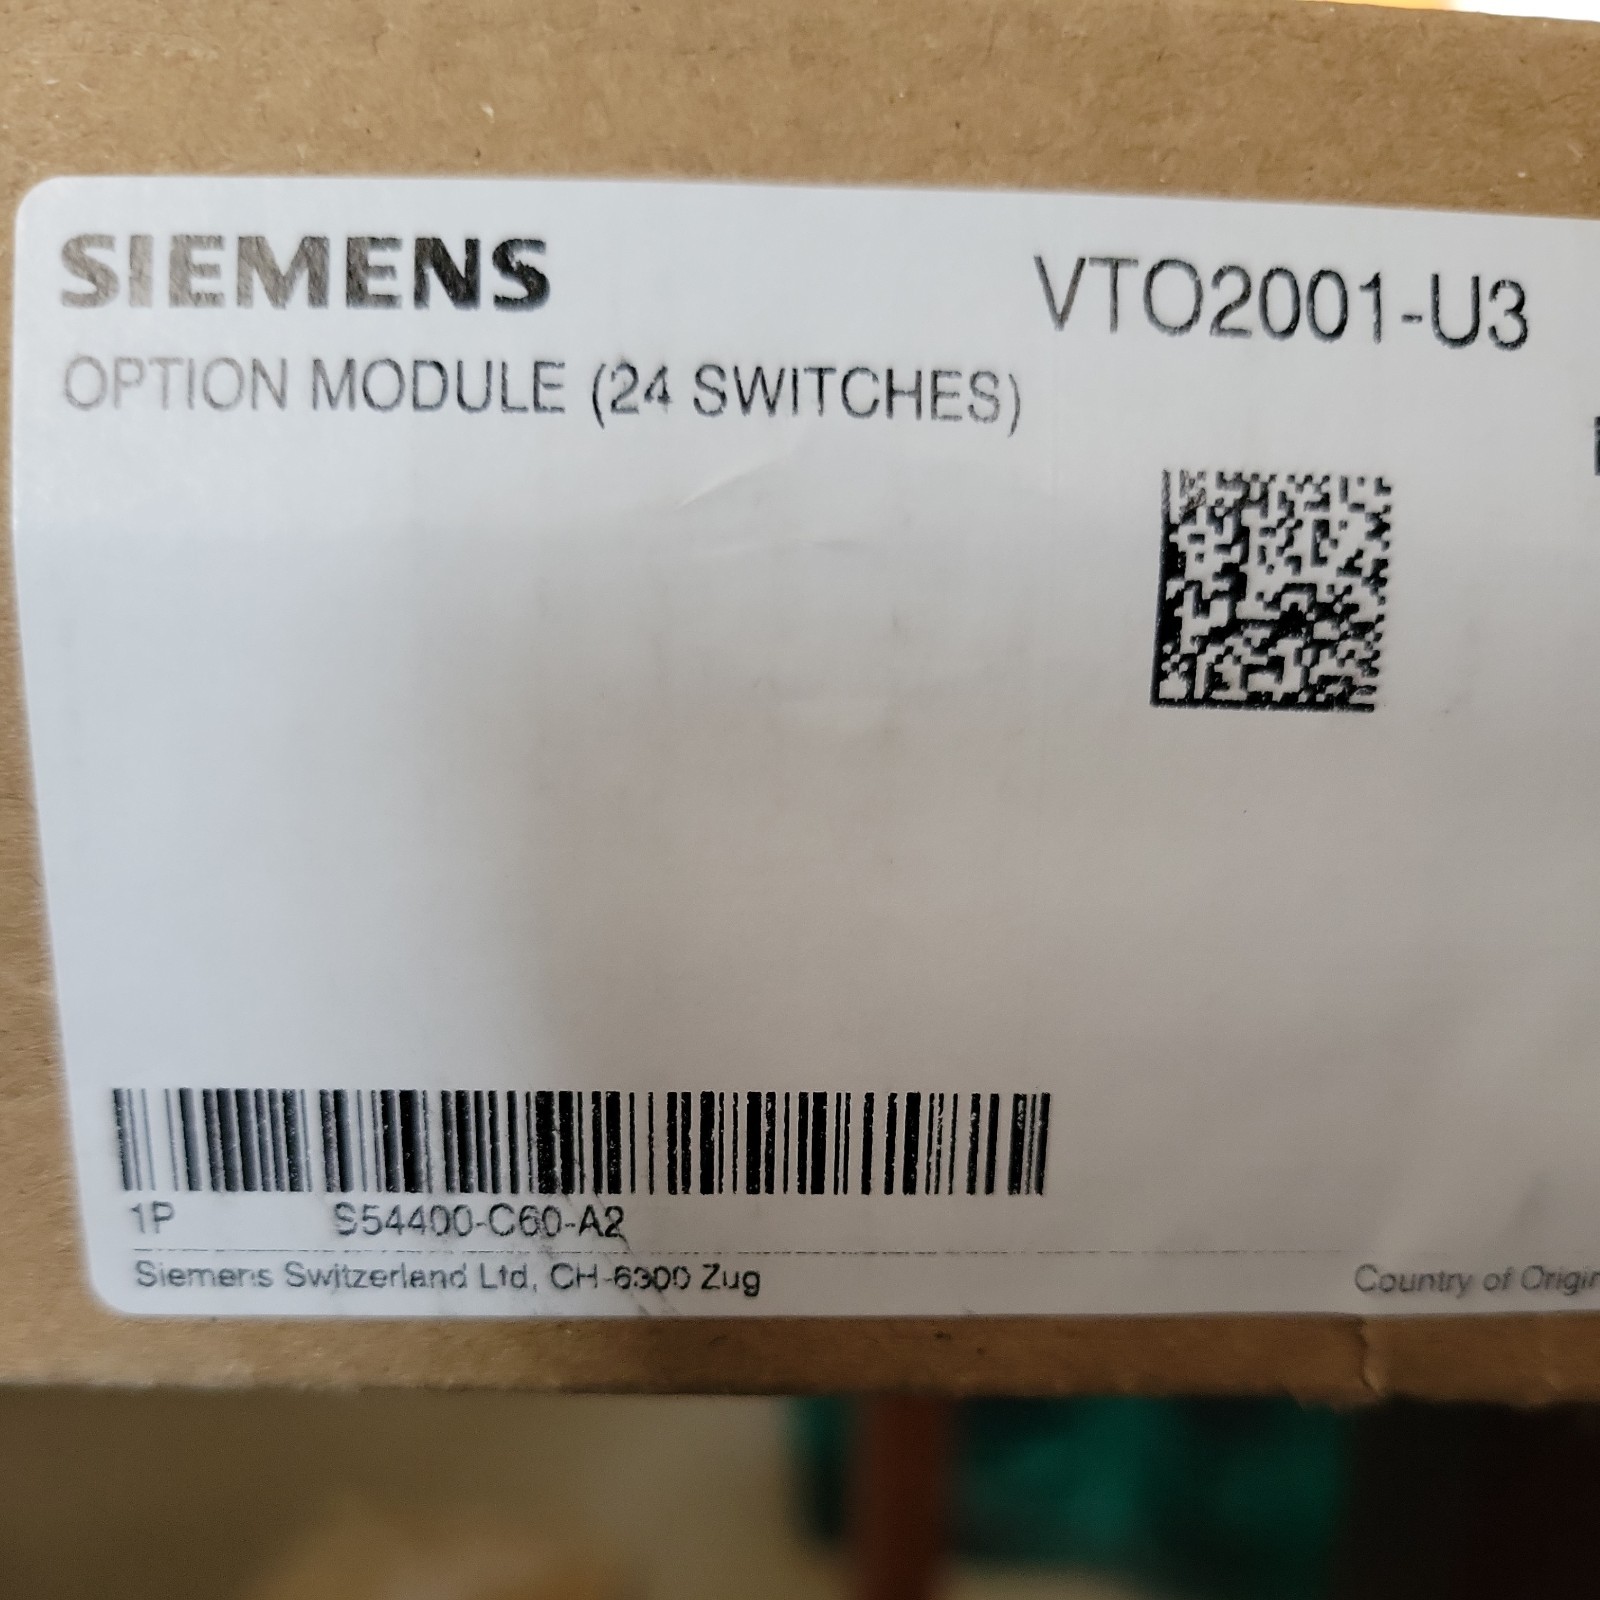 SIEMENS
VTO2001-U3
OPTION MODULE (24 SWITCHES)
1P S54400-C60-A2
Siemens Switzerland Ltd, CH-6300 Zug
Country of Origin